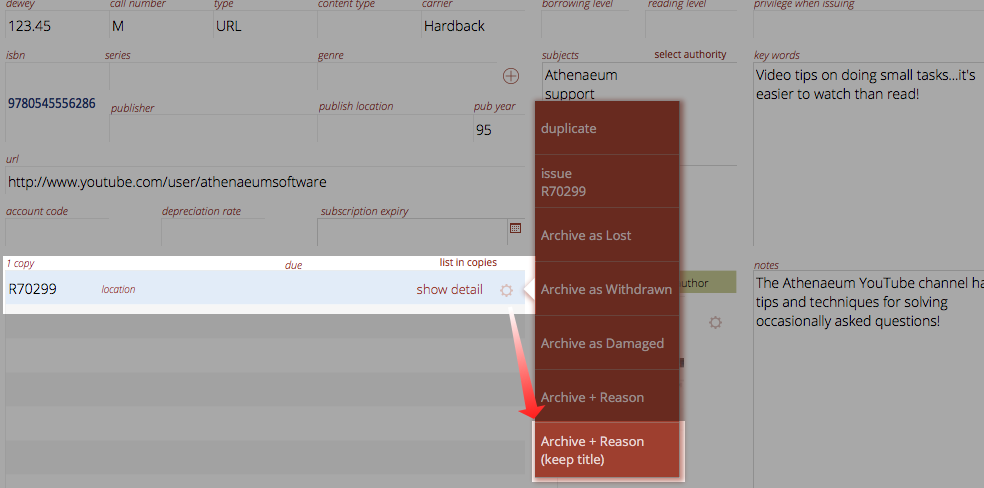 dewey call number type content type carrier borrowing level reading level privilege when issuing
123.45 M URL Hardback
isbn series genre subjects select authority key words
Athenaeum
support
Video tips on doing small tasks...it's
easier to watch than read!
9780545556286 publisher publish location pub year
95
url
http://www.youtube.com/user/athenaeumsoftware
account code depreciation rate subscription expiry
1 copy due list in copies
R70299 location show detail
duplicate
issue
R70299
Archive as Lost
Archive as Withdrawn
Archive as Damaged
Archive + Reason
Archive + Reason
(keep title)
notes
The Athenaeum YouTube channel ha
tips and techniques for solving
occasionally asked questions!